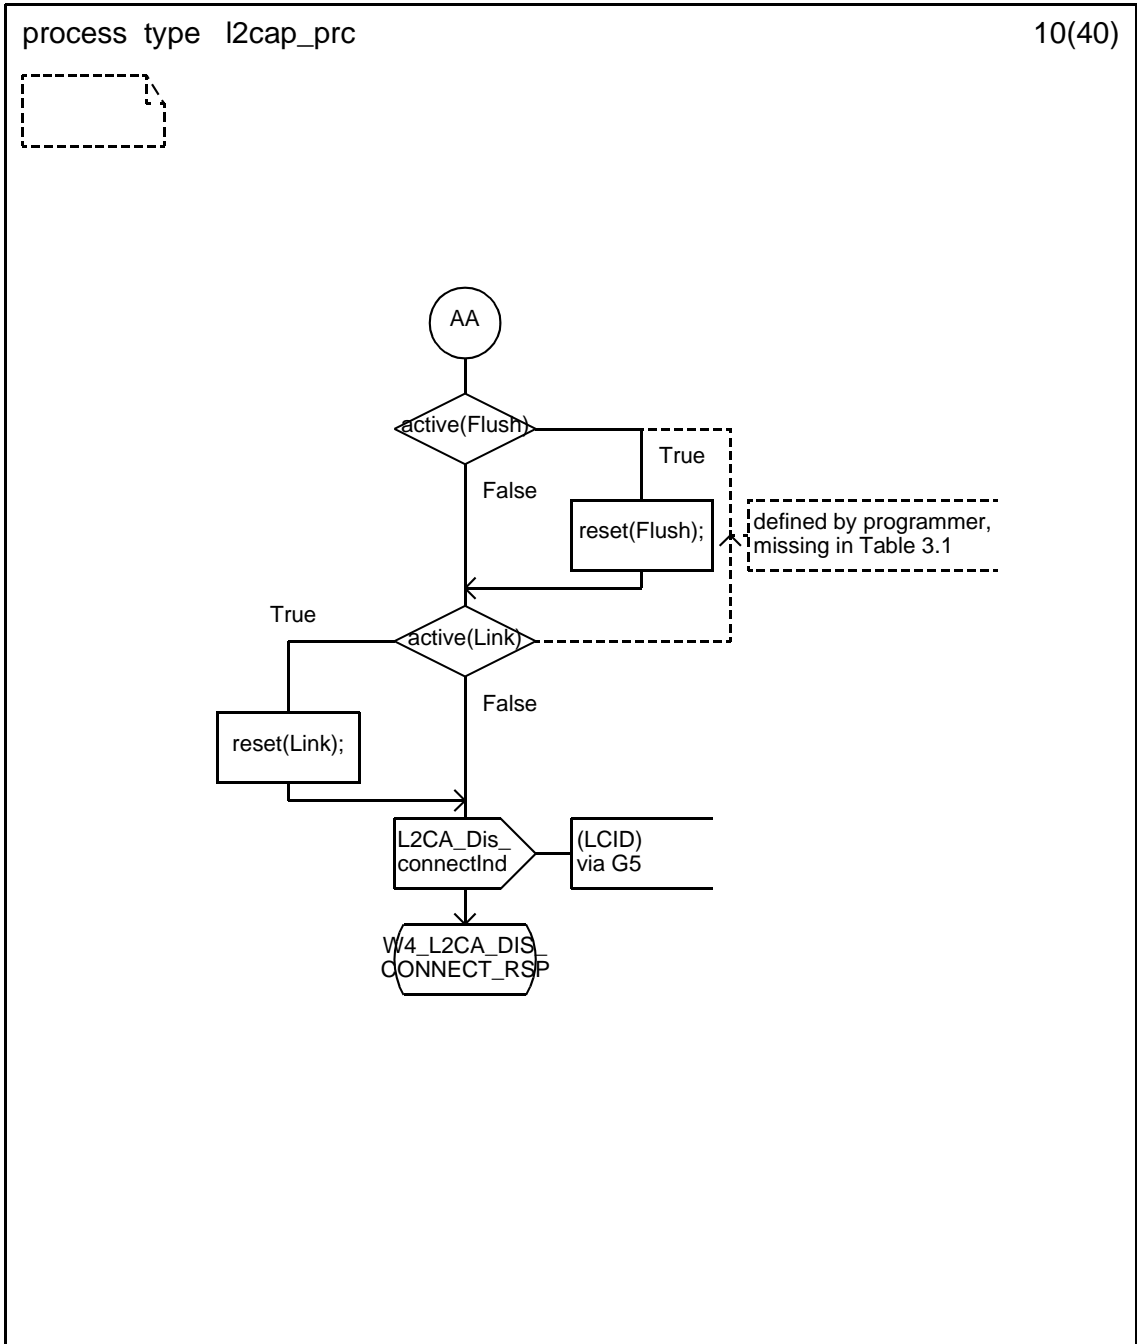 process type l2cap_prc
10(40)
AA
active(Flush)
True
False
reset(Flush);
defined by programmer,
missing in Table 3.1
True
active(Link)
False
reset(Link);
L2CA_Dis_
connectInd
(LCID)
via G5
W4_L2CA_DIS_
CONNECT_RSP